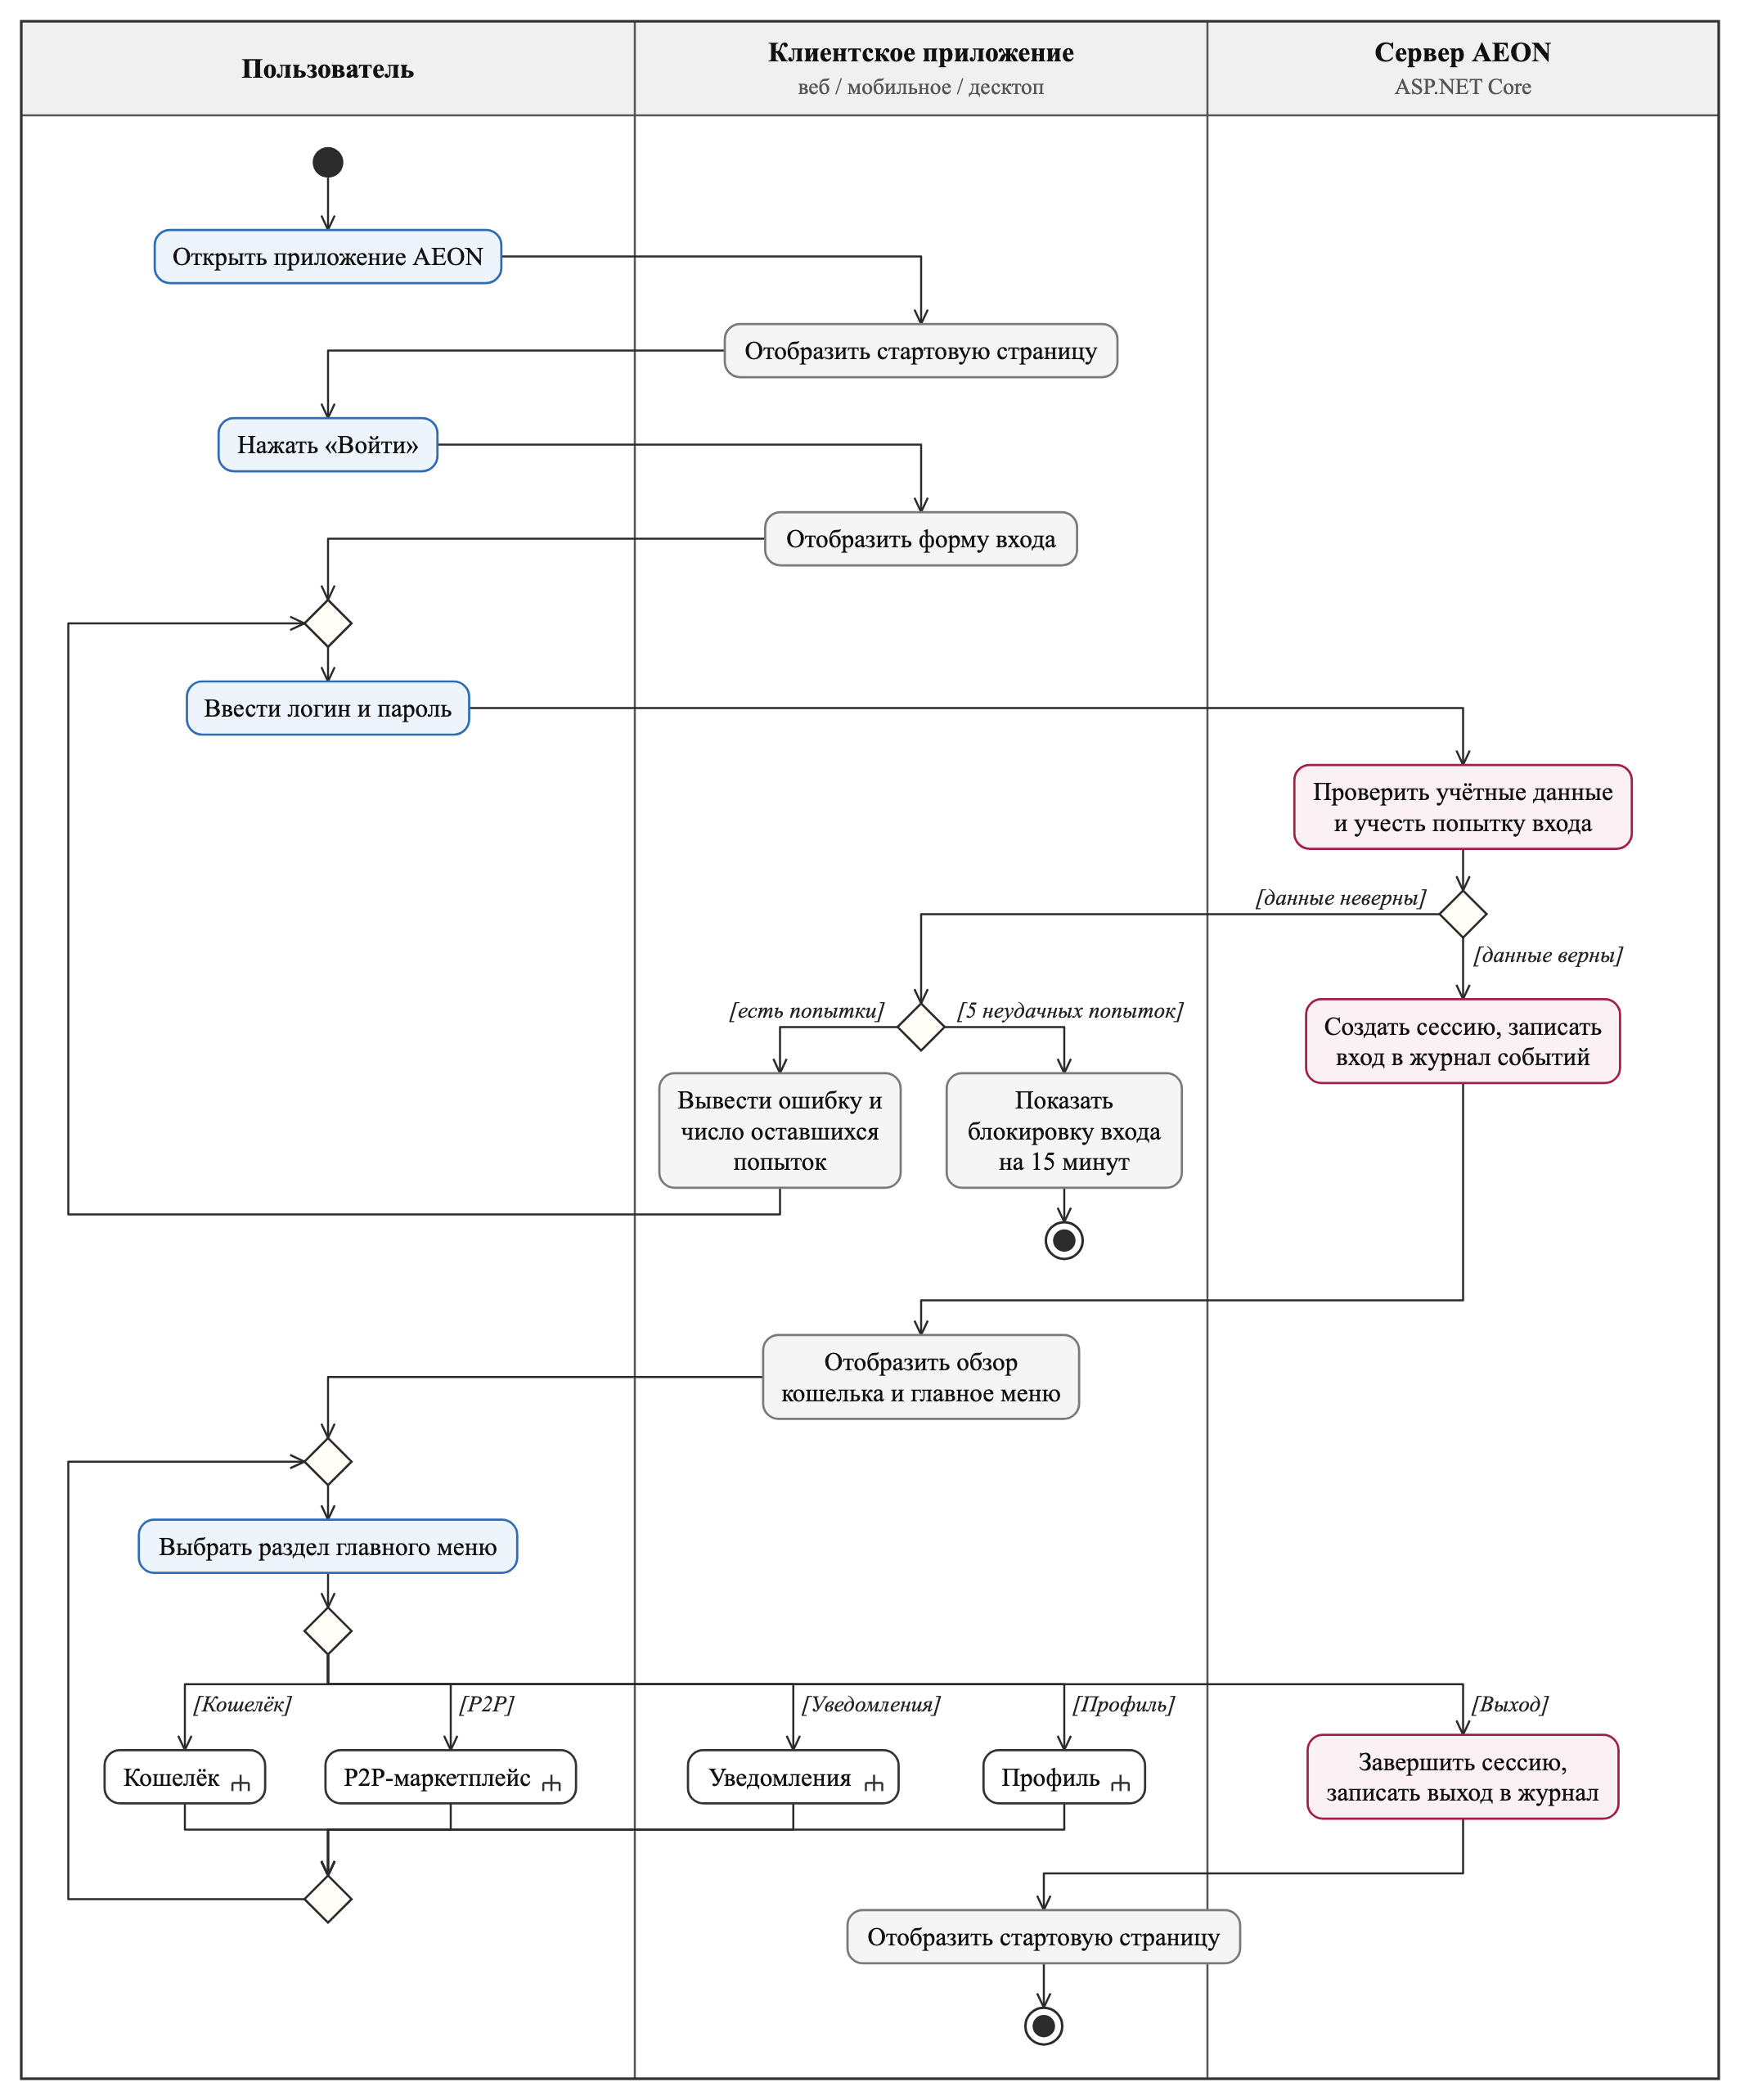 Пользователь
Клиентское приложение
веб / мобильное / десктоп
Сервер AEON
ASP.NET Core
Открыть приложение AEON
Отобразить стартовую страницу
Нажать «Войти»
Отобразить форму входа
Ввести логин и пароль
Проверить учётные данные
и учесть попытку входа
[данные неверны]
[данные верны]
[есть попытки]
[5 неудачных попыток]
Создать сессию, записать
вход в журнал событий
Вывести ошибку и
число оставшихся
попыток
Показать
блокировку входа
на 15 минут
Отобразить обзор
кошелька и главное меню
Выбрать раздел главного меню
[Кошелёк]
[P2P]
[Уведомления]
[Профиль]
[Выход]
Кошелёк
P2P-маркетплейс
Уведомления
Профиль
Завершить сессию,
записать выход в журнал
Отобразить стартовую страницу